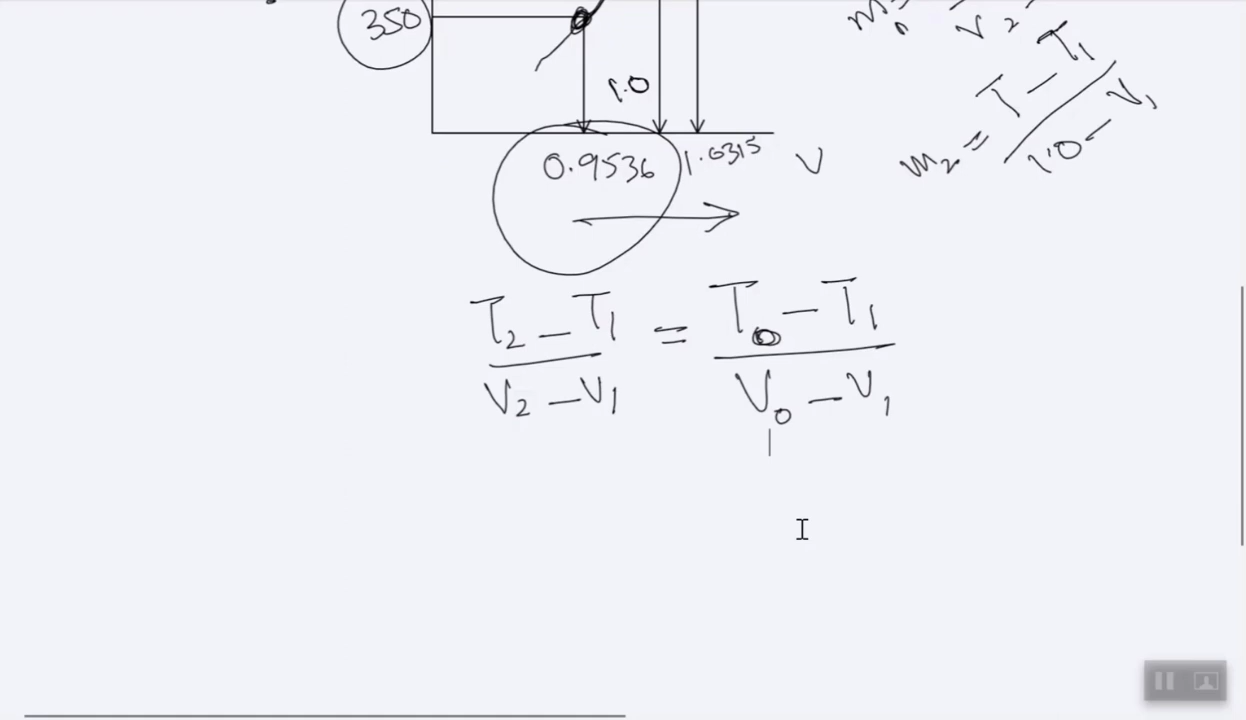 350
1.0
0.9536 1.0315 V
m₂ = T - T₁ / 1.0 - V₁
T₂ - T₁ / V₂ - V₁ = T₀ - T₁ / V₀ - V₁